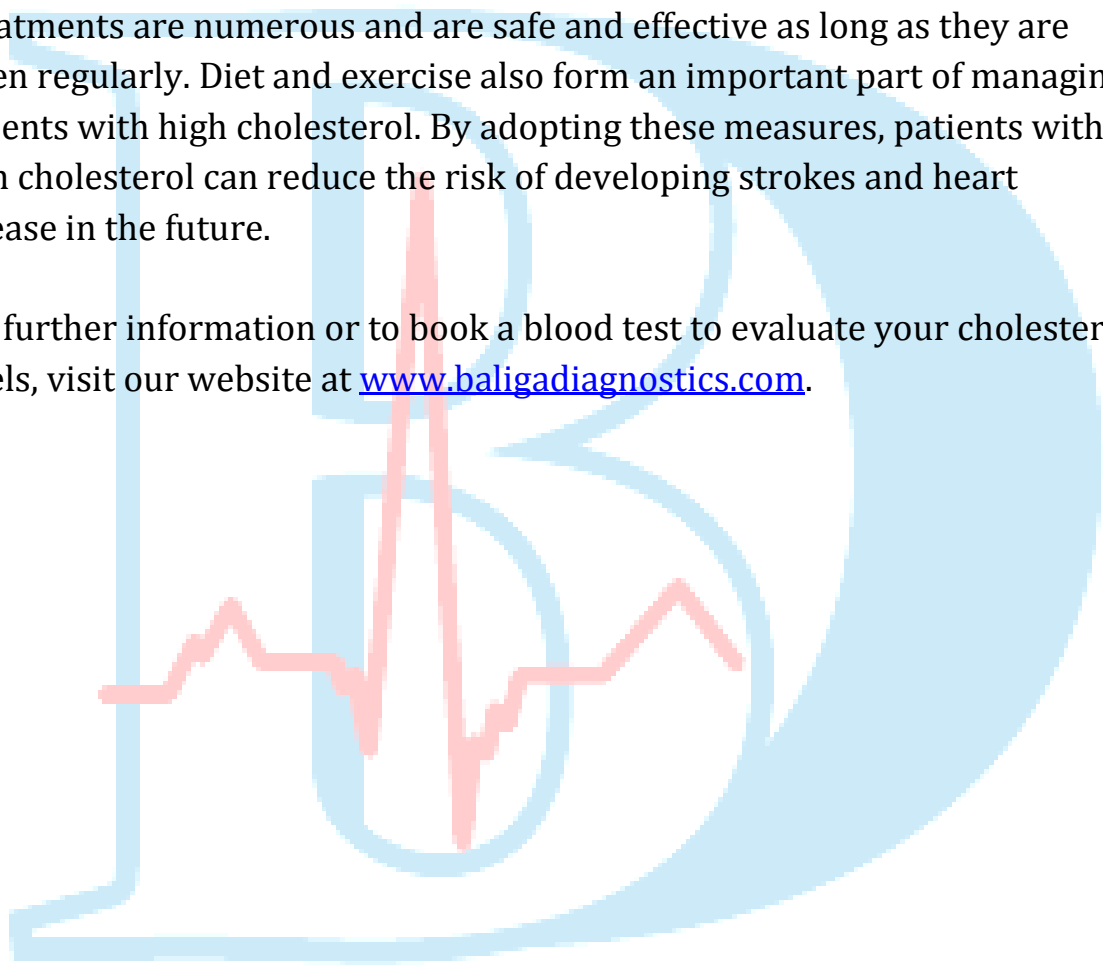 atments are numerous and are safe and effective as long as they are
en regularly. Diet and exercise also form an important part of managin
ents with high cholesterol. By adopting these measures, patients with
h cholesterol can reduce the risk of developing strokes and heart
ease in the future.
further information or to book a blood test to evaluate your cholester
els, visit our website at www.baligadiagnostics.com.